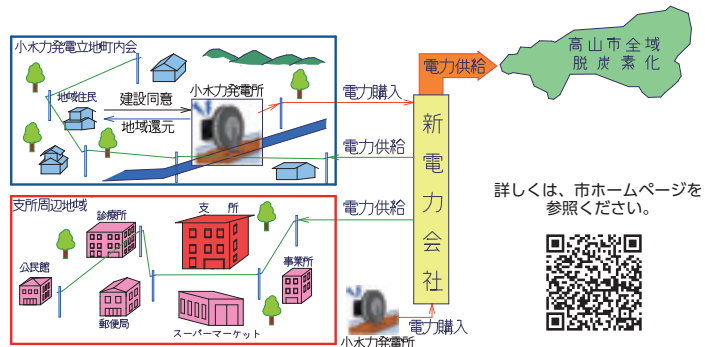 小水力発電立地町内会
地域住民
建設同意
地域還元
小水力発電所
電力購入
電力供給
電力供給
高山市全域
脱炭素化
新電力会社
支所周辺地域
診療所
支所
公民館
郵便局
スーパーマーケット
事業所
電力供給
小水力発電所
電力購入
詳しくは、市ホームページを
参照ください。